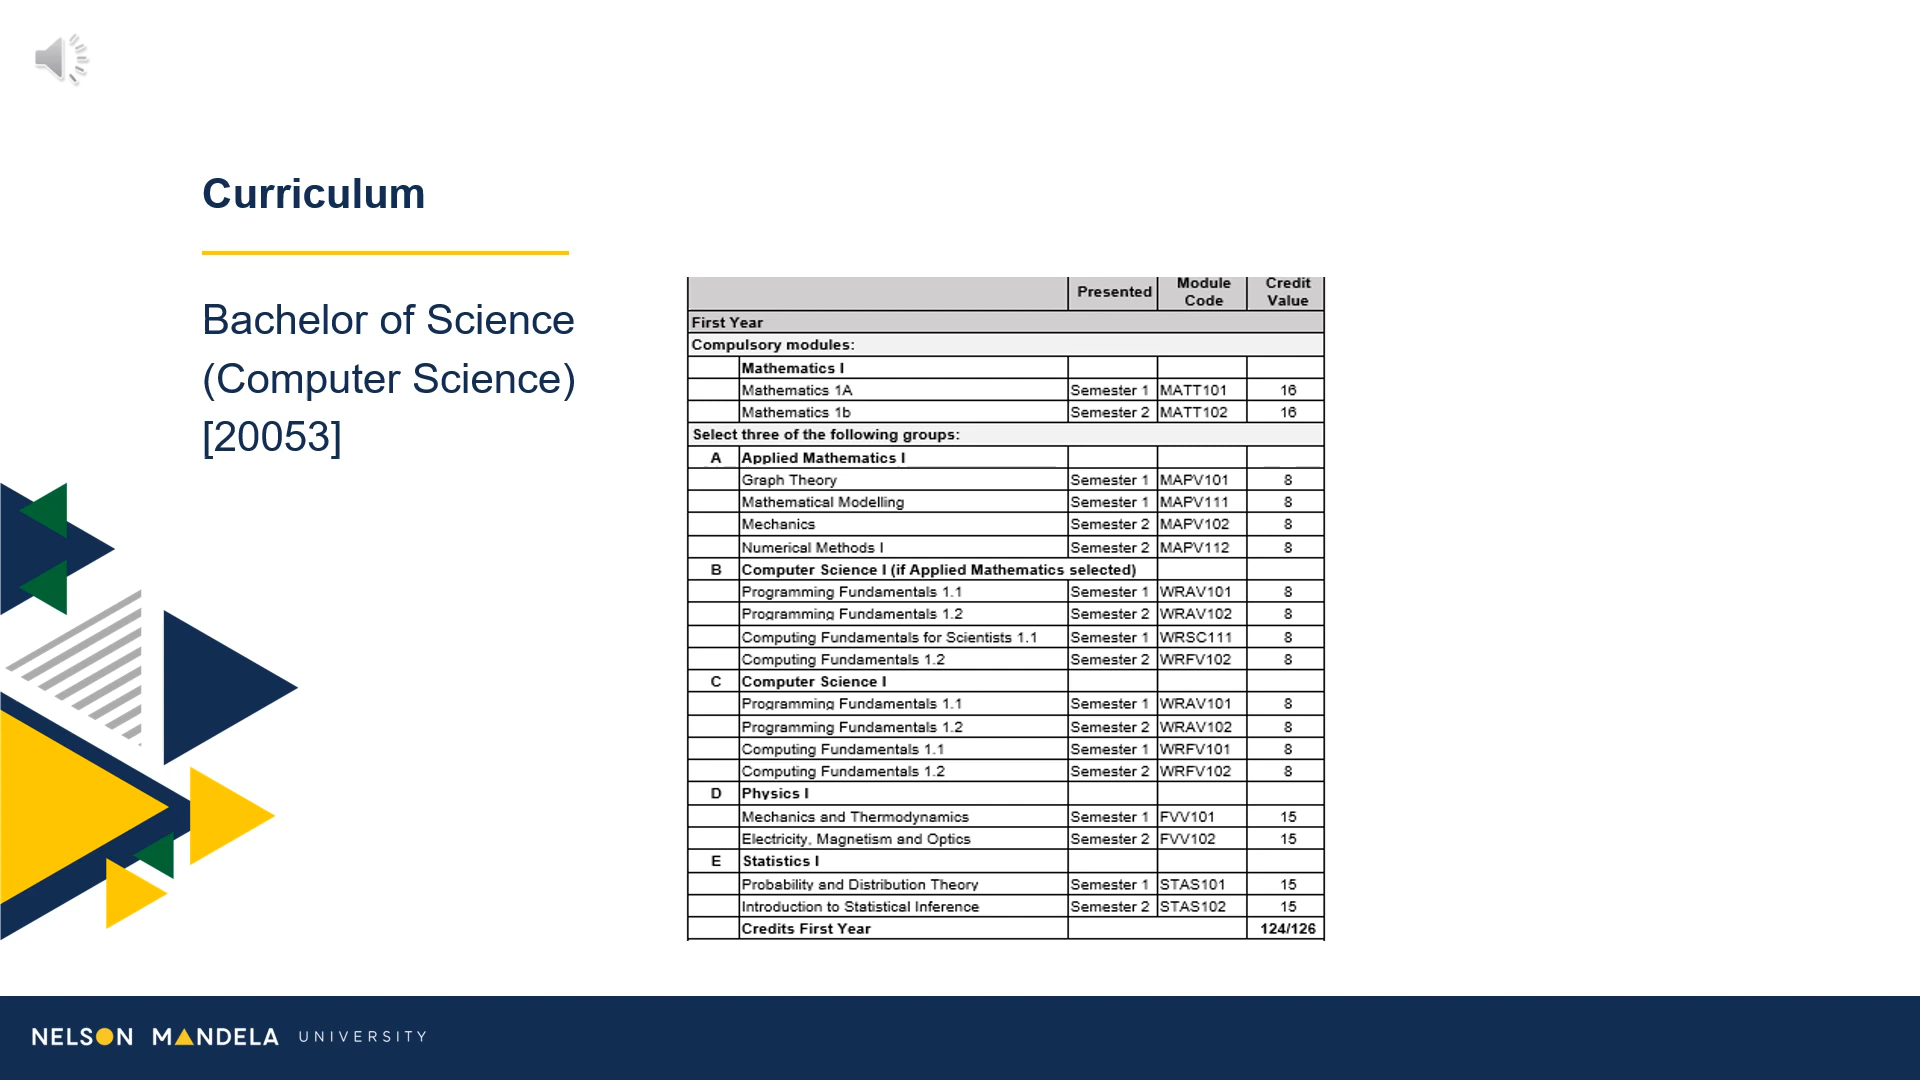 Curriculum
Bachelor of Science
(Computer Science)
[20053]
Presented Module Code Credit Value
First Year
Compulsory modules:
Mathematics I
Mathematics 1A Semester 1 MATT101 16
Mathematics 1b Semester 2 MATT102 16
Select three of the following groups:
A Applied Mathematics I
Graph Theory Semester 1 MAPV101 8
Mathematical Modelling Semester 1 MAPV111 8
Mechanics Semester 2 MAPV102 8
Numerical Methods I Semester 2 MAPV112 8
B Computer Science I (if Applied Mathematics selected)
Programming Fundamentals 1.1 Semester 1 WRAV101 8
Programming Fundamentals 1.2 Semester 2 WRAV102 8
Computing Fundamentals for Scientists 1.1 Semester 1 WRSC111 8
Computing Fundamentals 1.2 Semester 2 WRFV102 8
C Computer Science I
Programming Fundamentals 1.1 Semester 1 WRAV101 8
Programming Fundamentals 1.2 Semester 2 WRAV102 8
Computing Fundamentals 1.1 Semester 1 WRFV101 8
Computing Fundamentals 1.2 Semester 2 WRFV102 8
D Physics I
Mechanics and Thermodynamics Semester 1 FVV101 15
Electricity, Magnetism and Optics Semester 2 FVV102 15
E Statistics I
Probability and Distribution Theory Semester 1 STAS101 15
Introduction to Statistical Inference Semester 2 STAS102 15
Credits First Year 124/126
NELSON MANDELA UNIVERSITY